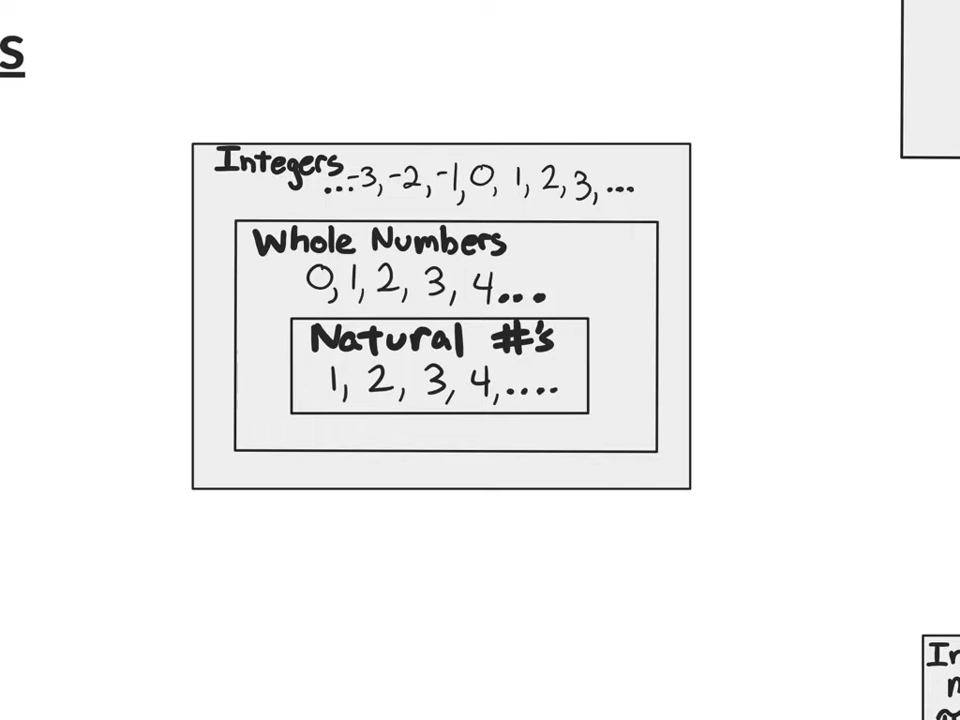 s
Integers
...-3, -2, -1, 0, 1, 2, 3, ...
Whole Numbers
0, 1, 2, 3, 4...
Natural #'s
1, 2, 3, 4, ....